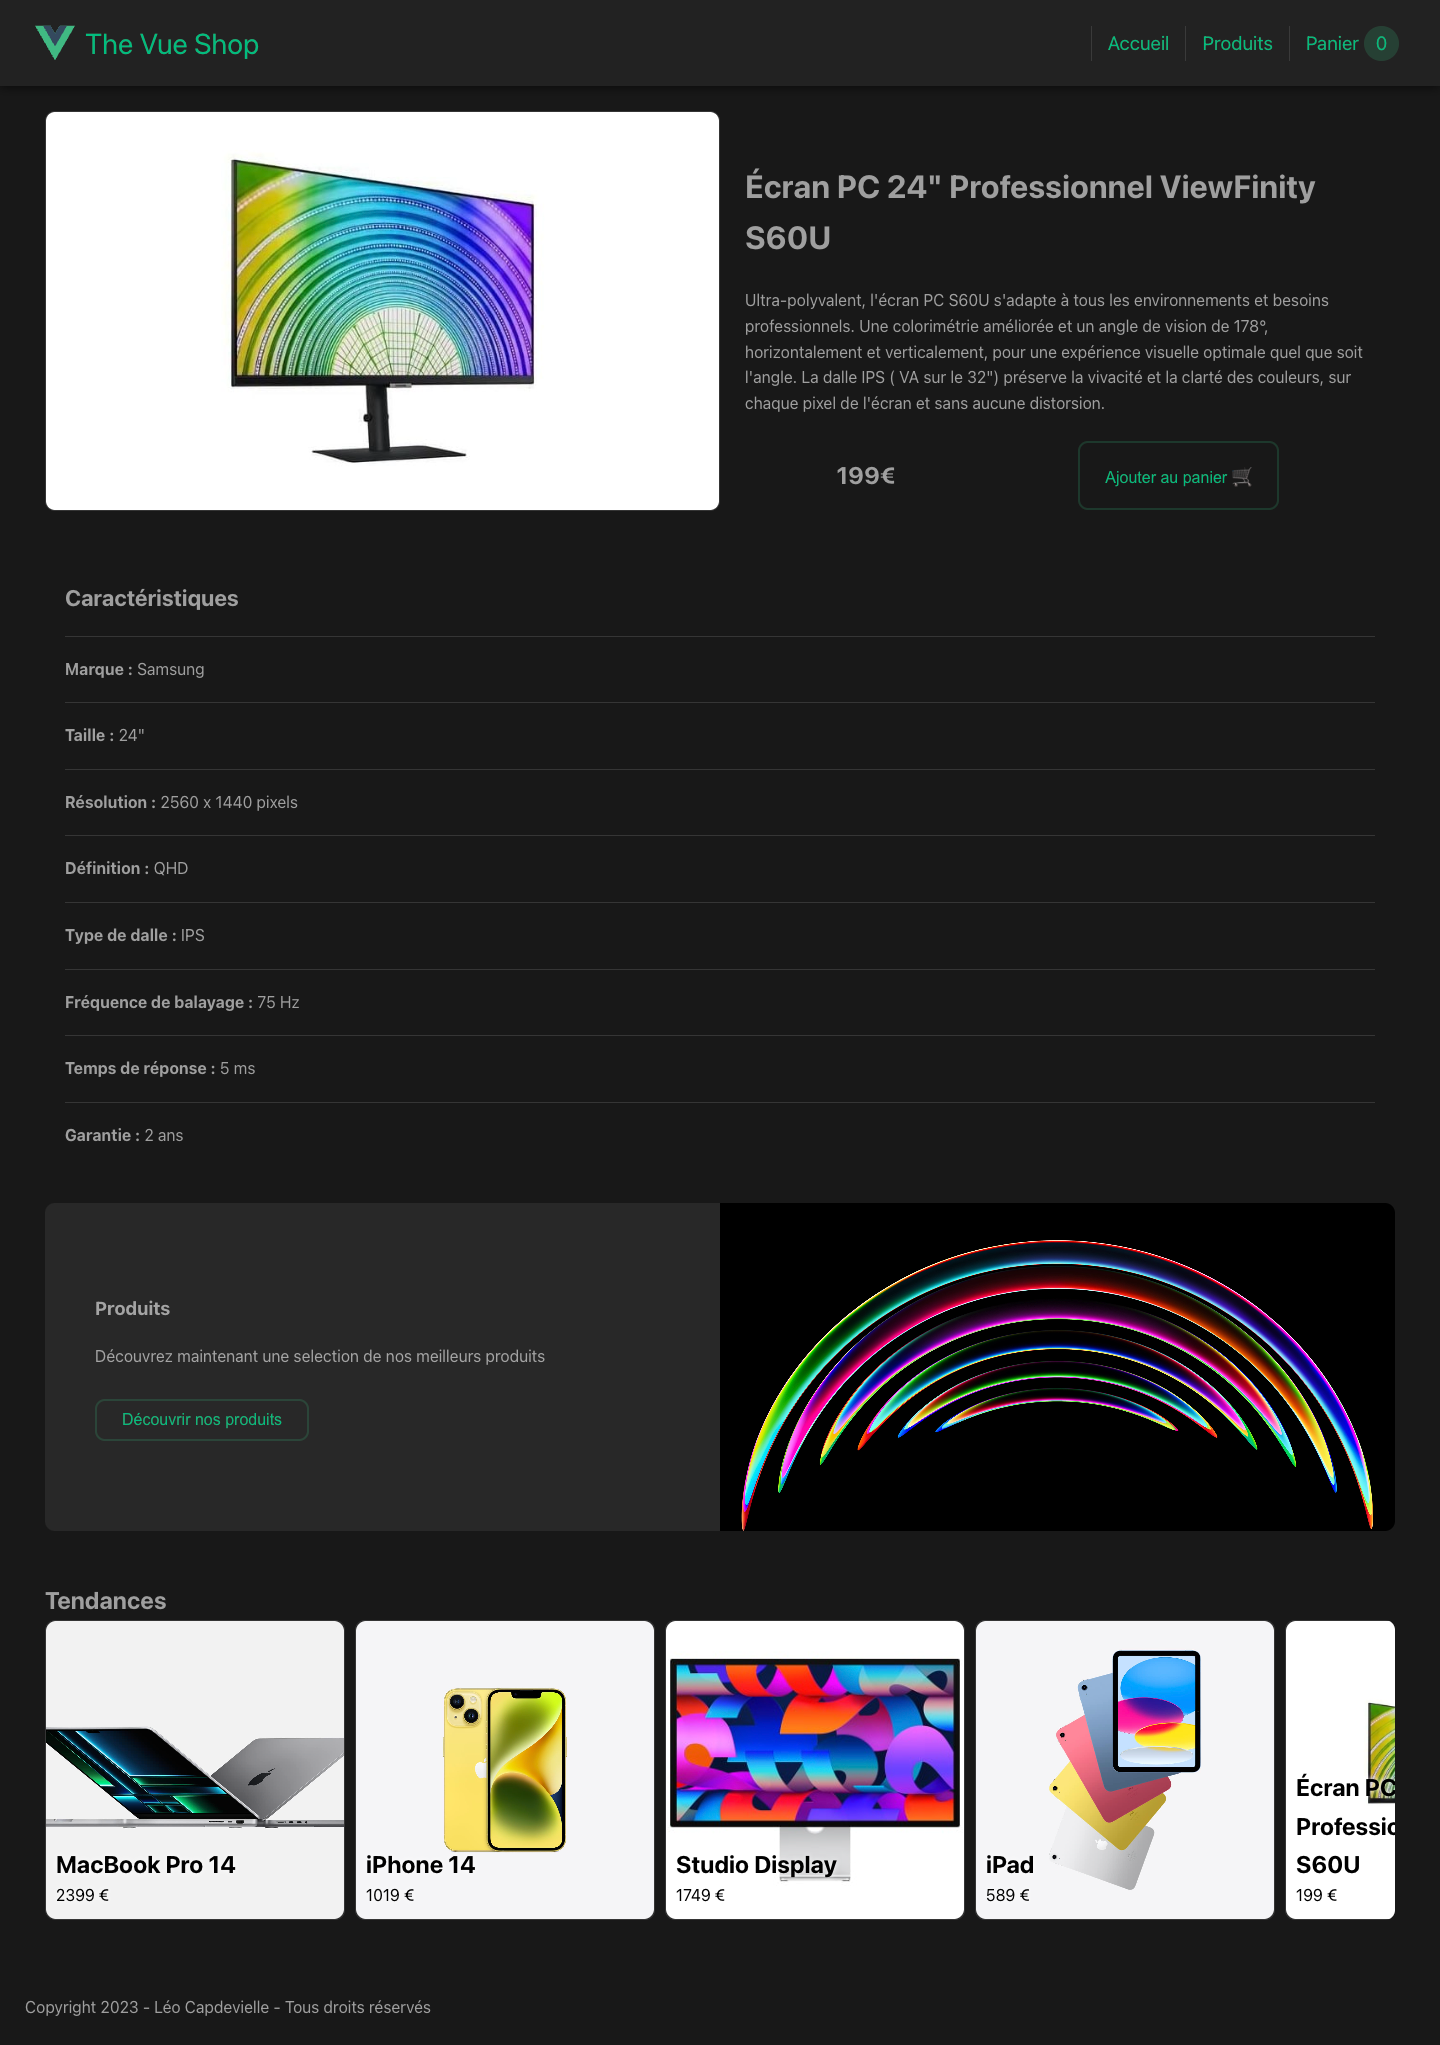 The Vue Shop
Accueil
Produits
Panier 0
Écran PC 24" Professionnel ViewFinity
S60U
Ultra-polyvalent, l'écran PC S60U s'adapte à tous les environnements et besoins
professionnels. Une colorimétrie améliorée et un angle de vision de 178°,
horizontalement et verticalement, pour une expérience visuelle optimale quel que soit
l'angle. La dalle IPS ( VA sur le 32") préserve la vivacité et la clarté des couleurs, sur
chaque pixel de l'écran et sans aucune distorsion.
199€
Ajouter au panier 🛒
Caractéristiques
Marque : Samsung
Taille : 24"
Résolution : 2560 x 1440 pixels
Définition : QHD
Type de dalle : IPS
Fréquence de balayage : 75 Hz
Temps de réponse : 5 ms
Garantie : 2 ans
Produits
Découvrez maintenant une selection de nos meilleurs produits
Découvrir nos produits
Tendances
MacBook Pro 14
2399 €
iPhone 14
1019 €
Studio Display
1749 €
iPad
589 €
Écran PC
Professio
S60U
199 €
Copyright 2023 - Léo Capdevielle - Tous droits réservés